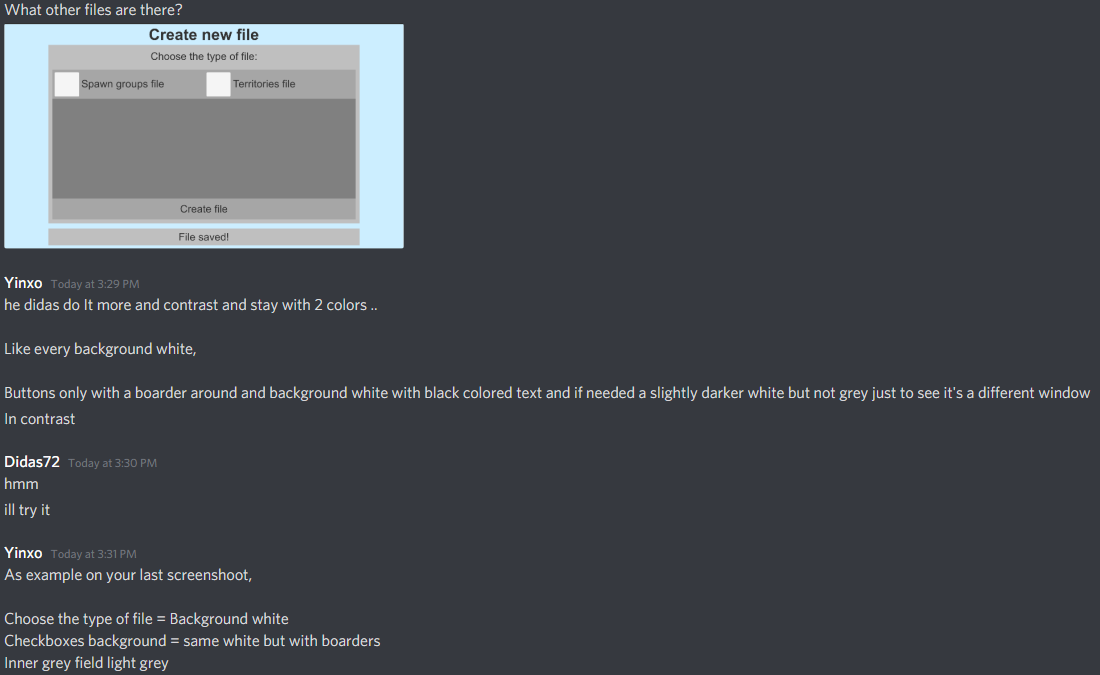 What other files are there?
Create new file
Choose the type of file:
Spawn groups file Territories file
Create file
File saved!
Yinxo Today at 3:29 PM
he didas do It more and contrast and stay with 2 colors ..
Like every background white,
Buttons only with a boarder around and background white with black colored text and if needed a slightly darker white but not grey just to see it's a different window
In contrast
Didas72 Today at 3:30 PM
hmm
ill try it
Yinxo Today at 3:31 PM
As example on your last screenshoot,
Choose the type of file = Background white
Checkboxes background = same white but with boarders
Inner grey field light grey